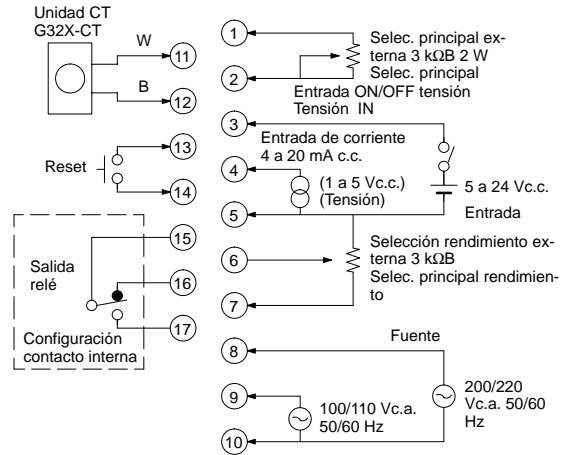 Unidad CT
G32X-CT
W
11
B
12
Reset
13
14
15
Salida
relé
16
17
Configuración
contacto interna
1
Selec. principal ex-
terna 3 kΩB 2 W
Selec. principal
2
Entrada ON/OFF tensión
Tensión IN
3
Entrada de corriente
4 a 20 mA c.c.
4
(1 a 5 Vc.c.)
(Tensión)
5 a 24 Vc.c.
Entrada
5
Selección rendimiento ex-
terna 3 kΩB
Selec. principal rendimien-
to
6
7
Fuente
8
9
100/110 Vc.a.
50/60 Hz
200/220
Vc.a. 50/60
Hz
10